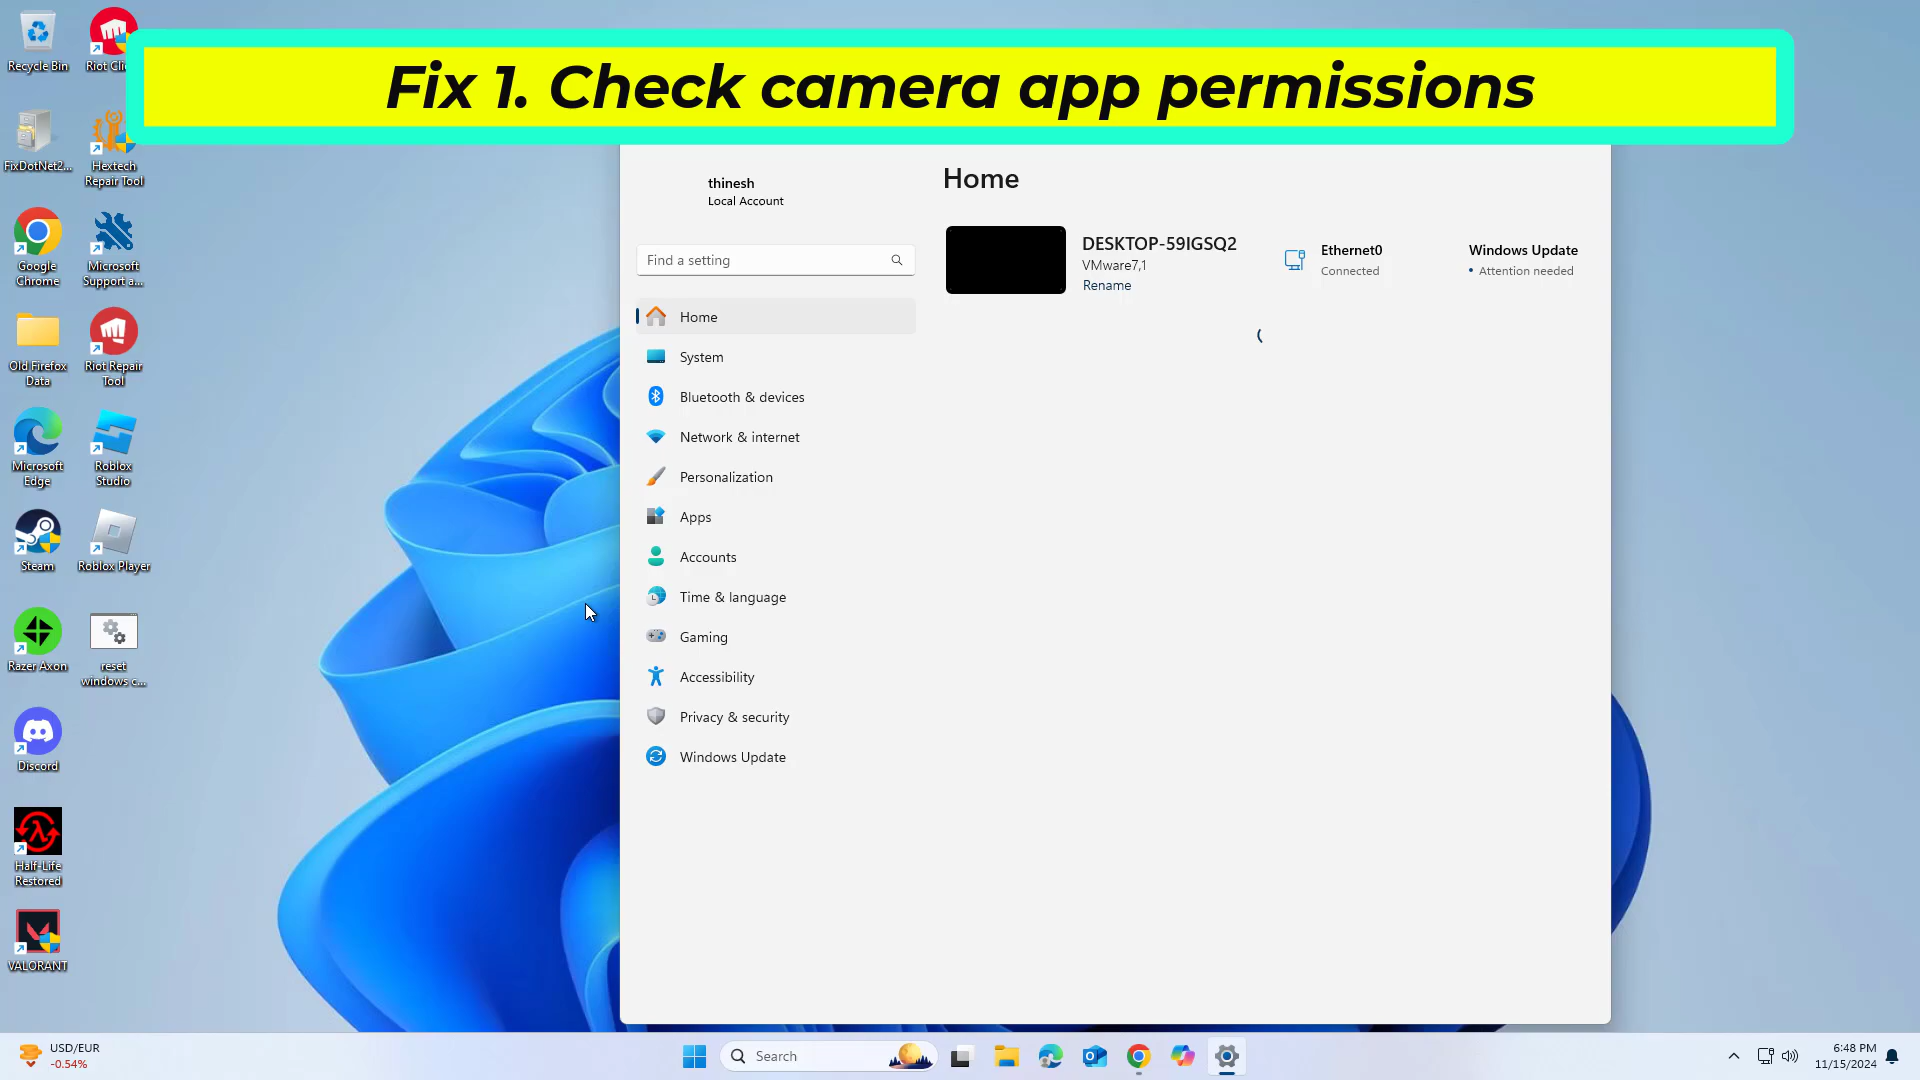 Fix 1. Check camera app permissions
Recycle Bin
Riot Cli
FixDotNet2...
Hextech
Repair Tool
Google
Chrome
Microsoft
Support a...
Old Firefox
Data
Riot Repair
Tool
Microsoft
Edge
Roblox
Studio
Steam
Roblox Player
Razer Axon
reset
windows c...
Discord
Half-Life
Restored
VALORANT
thinesh
Local Account
Find a setting
Home
System
Bluetooth & devices
Network & internet
Personalization
Apps
Accounts
Time & language
Gaming
Accessibility
Privacy & security
Windows Update
Home
DESKTOP-59IGSQ2
VMware7,1
Rename
Ethernet0
Connected
Windows Update
• Attention needed
USD/EUR
-0.54%
Search
6:48 PM
11/15/2024